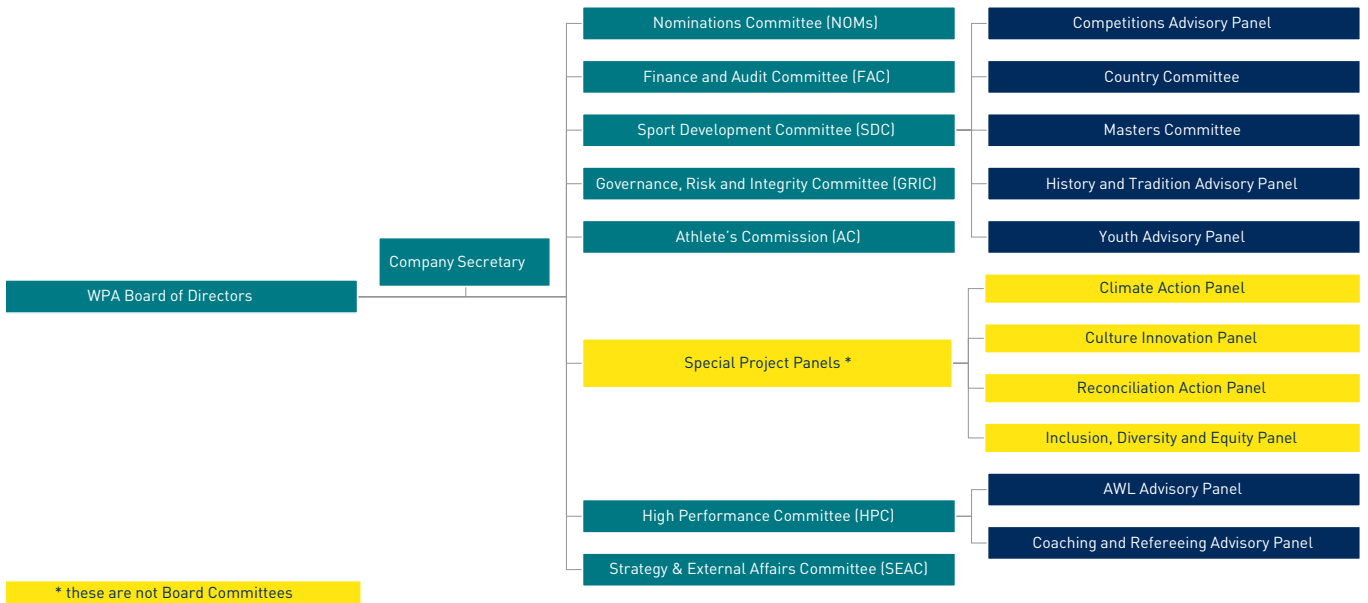 WPA Board of Directors
Company Secretary
Nominations Committee (NOMs)
Finance and Audit Committee (FAC)
Sport Development Committee (SDC)
Governance, Risk and Integrity Committee (GRIC)
Athlete’s Commission (AC)
Special Project Panels *
High Performance Committee (HPC)
Strategy & External Affairs Committee (SEAC)
Competitions Advisory Panel
Country Committee
Masters Committee
History and Tradition Advisory Panel
Youth Advisory Panel
Climate Action Panel
Culture Innovation Panel
Reconciliation Action Panel
Inclusion, Diversity and Equity Panel
AWL Advisory Panel
Coaching and Refereeing Advisory Panel
* these are not Board Committees